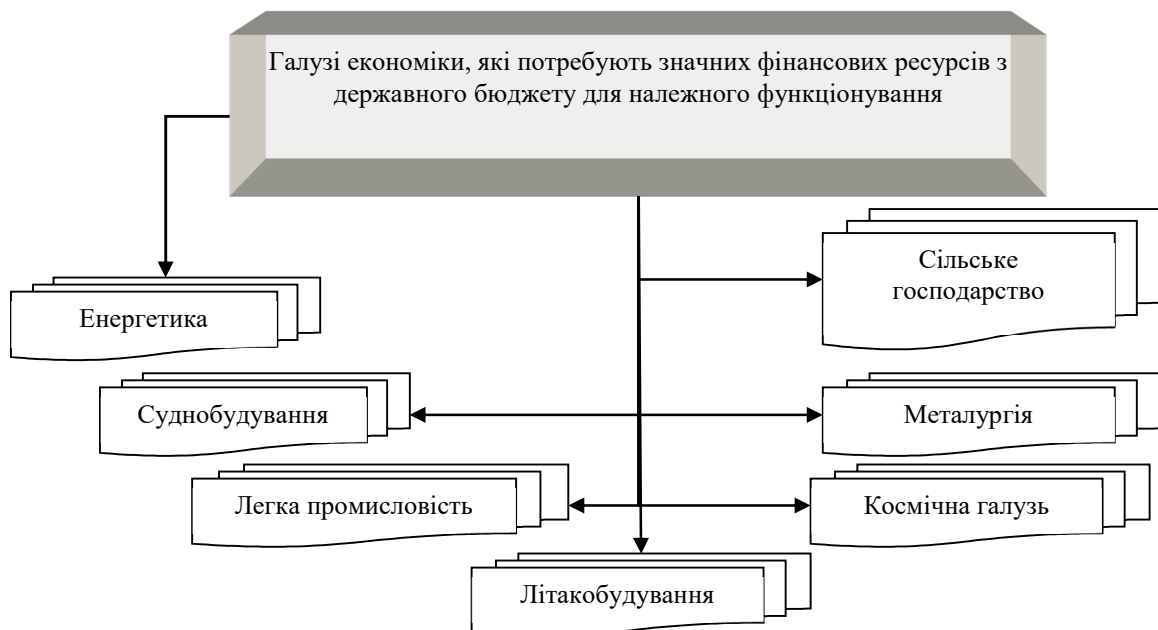 Галузі економіки, які потребують значних фінансових ресурсів з
державного бюджету для належного функціонування
Сільське
господарство
Енергетика
Суднобудування
Металургія
Легка промисловість
Космічна галузь
Літакобудування